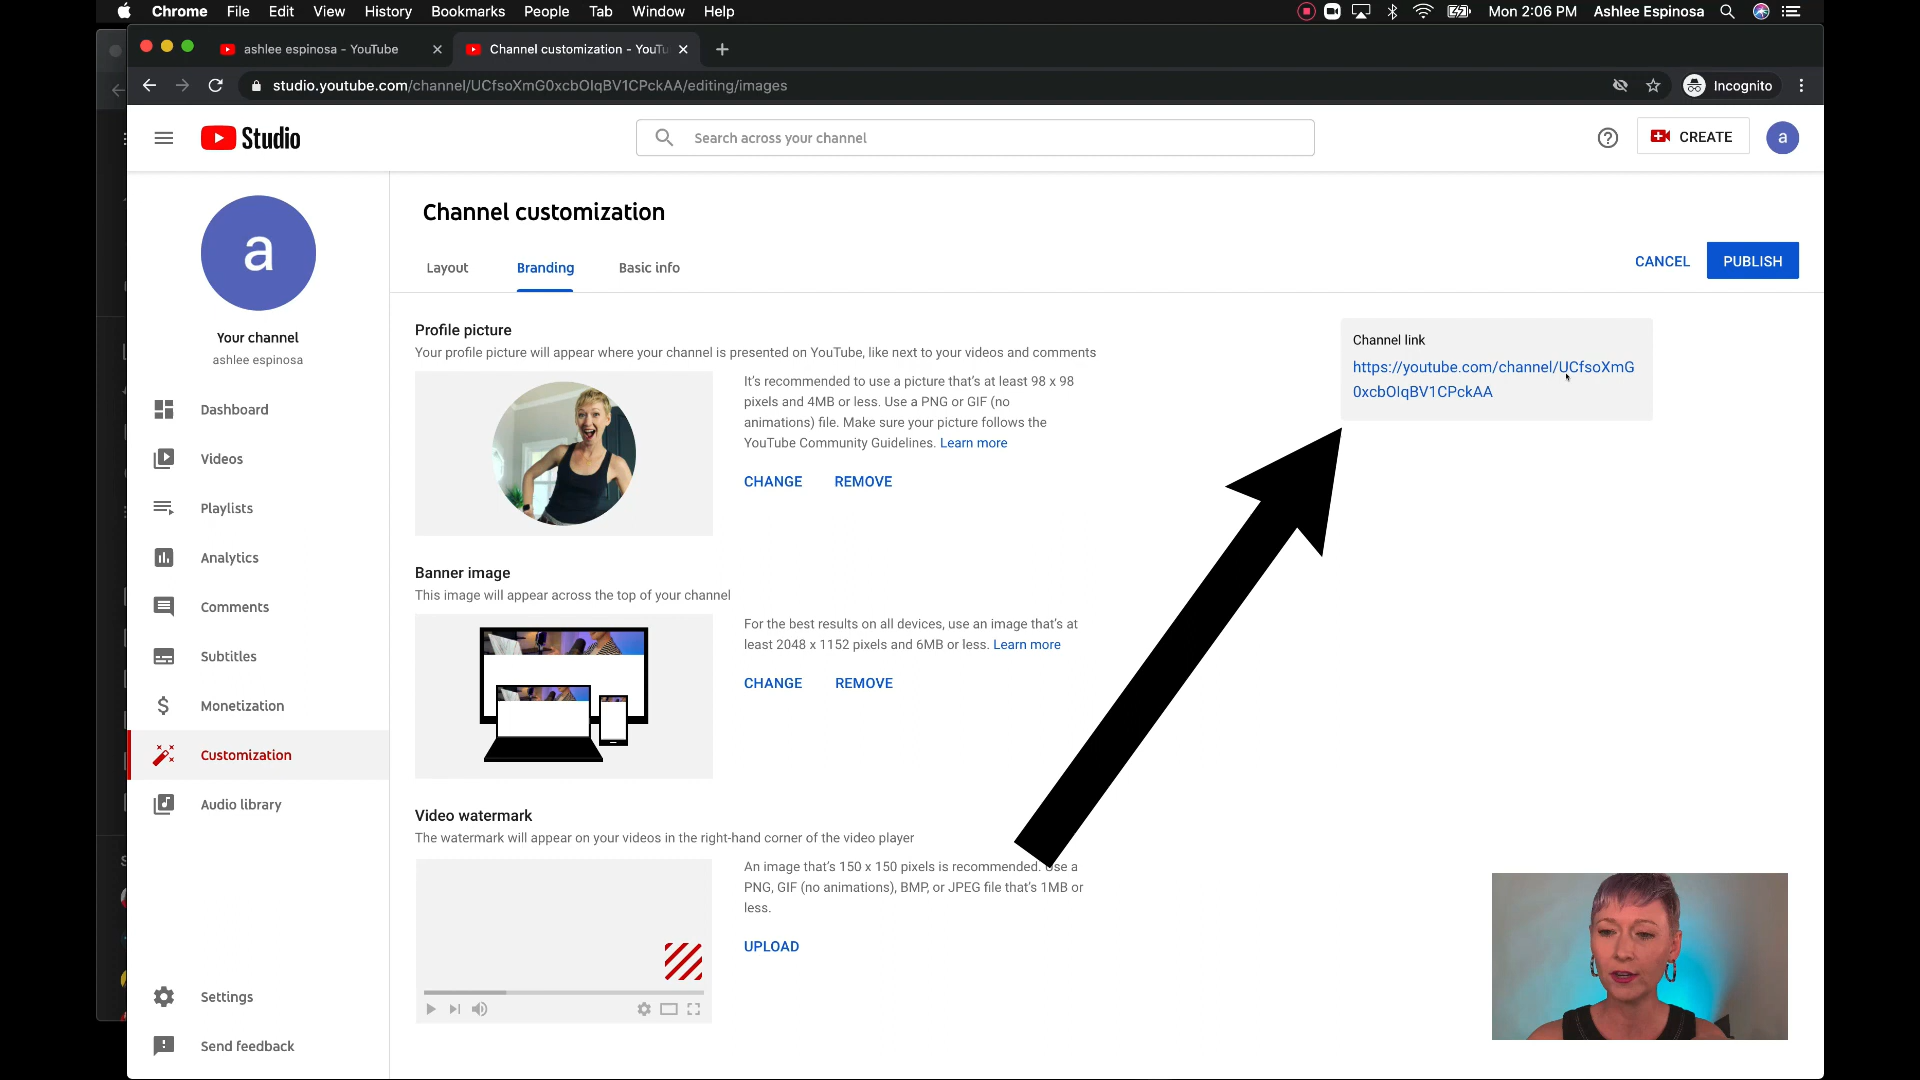 Chrome File Edit View History Bookmarks People Tab Window Help
Mon 2:06 PM Ashlee Espinosa
ashlee espinosa - YouTube
Channel customization - YouTu
studio.youtube.com/channel/UCfsoXmG0xcbOIqBV1CPckAA/editing/images
Incognito
Studio
Search across your channel
CREATE
a
a
Your channel
ashlee espinosa
Dashboard
Videos
Playlists
Analytics
Comments
Subtitles
Monetization
Customization
Audio library
Settings
Send feedback
Channel customization
Layout Branding Basic info
CANCEL PUBLISH
Profile picture
Your profile picture will appear where your channel is presented on YouTube, like next to your videos and comments
It's recommended to use a picture that's at least 98 x 98
pixels and 4MB or less. Use a PNG or GIF (no
animations) file. Make sure your picture follows the
YouTube Community Guidelines. Learn more
CHANGE REMOVE
Banner image
This image will appear across the top of your channel
For the best results on all devices, use an image that's at
least 2048 x 1152 pixels and 6MB or less. Learn more
CHANGE REMOVE
Video watermark
The watermark will appear on your videos in the right-hand corner of the video player
An image that's 150 x 150 pixels is recommended. Use a
PNG, GIF (no animations), BMP, or JPEG file that's 1MB or
less.
UPLOAD
Channel link
https://youtube.com/channel/UCfsoXmG
0xcbOIqBV1CPckAA